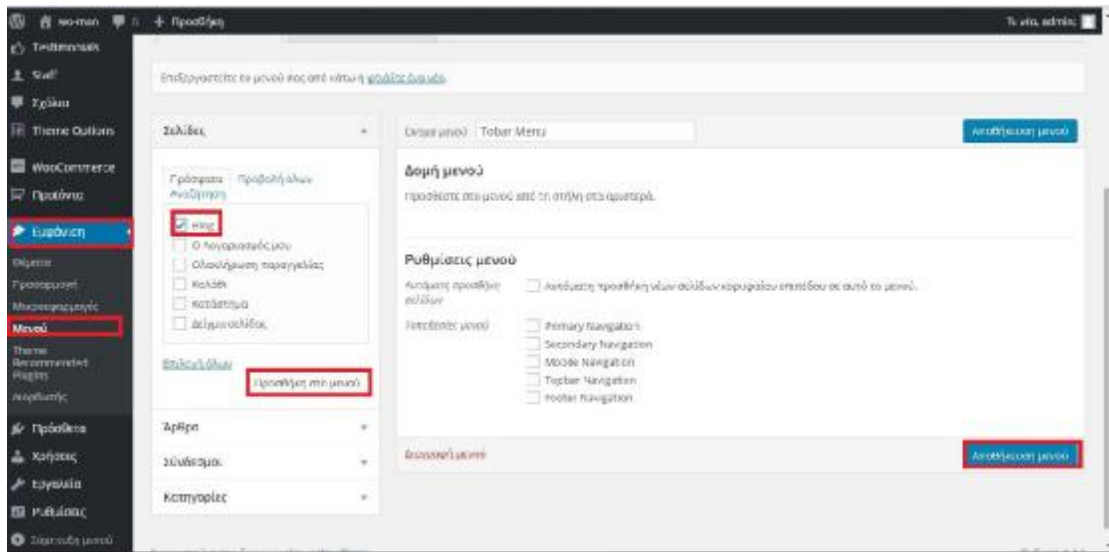 wo-man 0 Προσθήκη Τι νέα, admin;
Testimonials
Staff
Σχόλια
Theme Options
WooCommerce
Προϊόντα
Εμφάνιση
Θέματα
Προσαρμογή
Μικροεφαρμογές
Μενού
Theme
Recommended
Plugins
Διορθωτής
Πρόσθετα
Χρήστες
Εργαλεία
Ρυθμίσεις
Σύμπτυξη μενού
Επεξεργαστείτε το μενού σας από κάτω ή φτιάξτε ένα νέο.
Σελίδες
Πρόσφατα Προβολή όλων
Αναζήτηση
Blog
Ο λογαριασμός μου
Ολοκλήρωση παραγγελίας
Καλάθι
Κατάστημα
Δείγμα σελίδας
Επιλογή όλων
Προσθήκη στο μενού
Άρθρα
Σύνδεσμοι
Κατηγορίες
Όνομα μενού Tobar Menu Αποθήκευση μενού
Δομή μενού
Προσθέστε στο μενού από τη στήλη στα αριστερά.
Ρυθμίσεις μενού
Αυτόματη προσθήκη
σελίδων
Αυτόματη προσθήκη νέων σελίδων κορυφαίου επιπέδου σε αυτό το μενού.
Τοποθεσίες μενού
Primary Navigation
Secondary Navigation
Mobile Navigation
Topbar Navigation
Footer Navigation
Διαγραφή μενού Αποθήκευση μενού